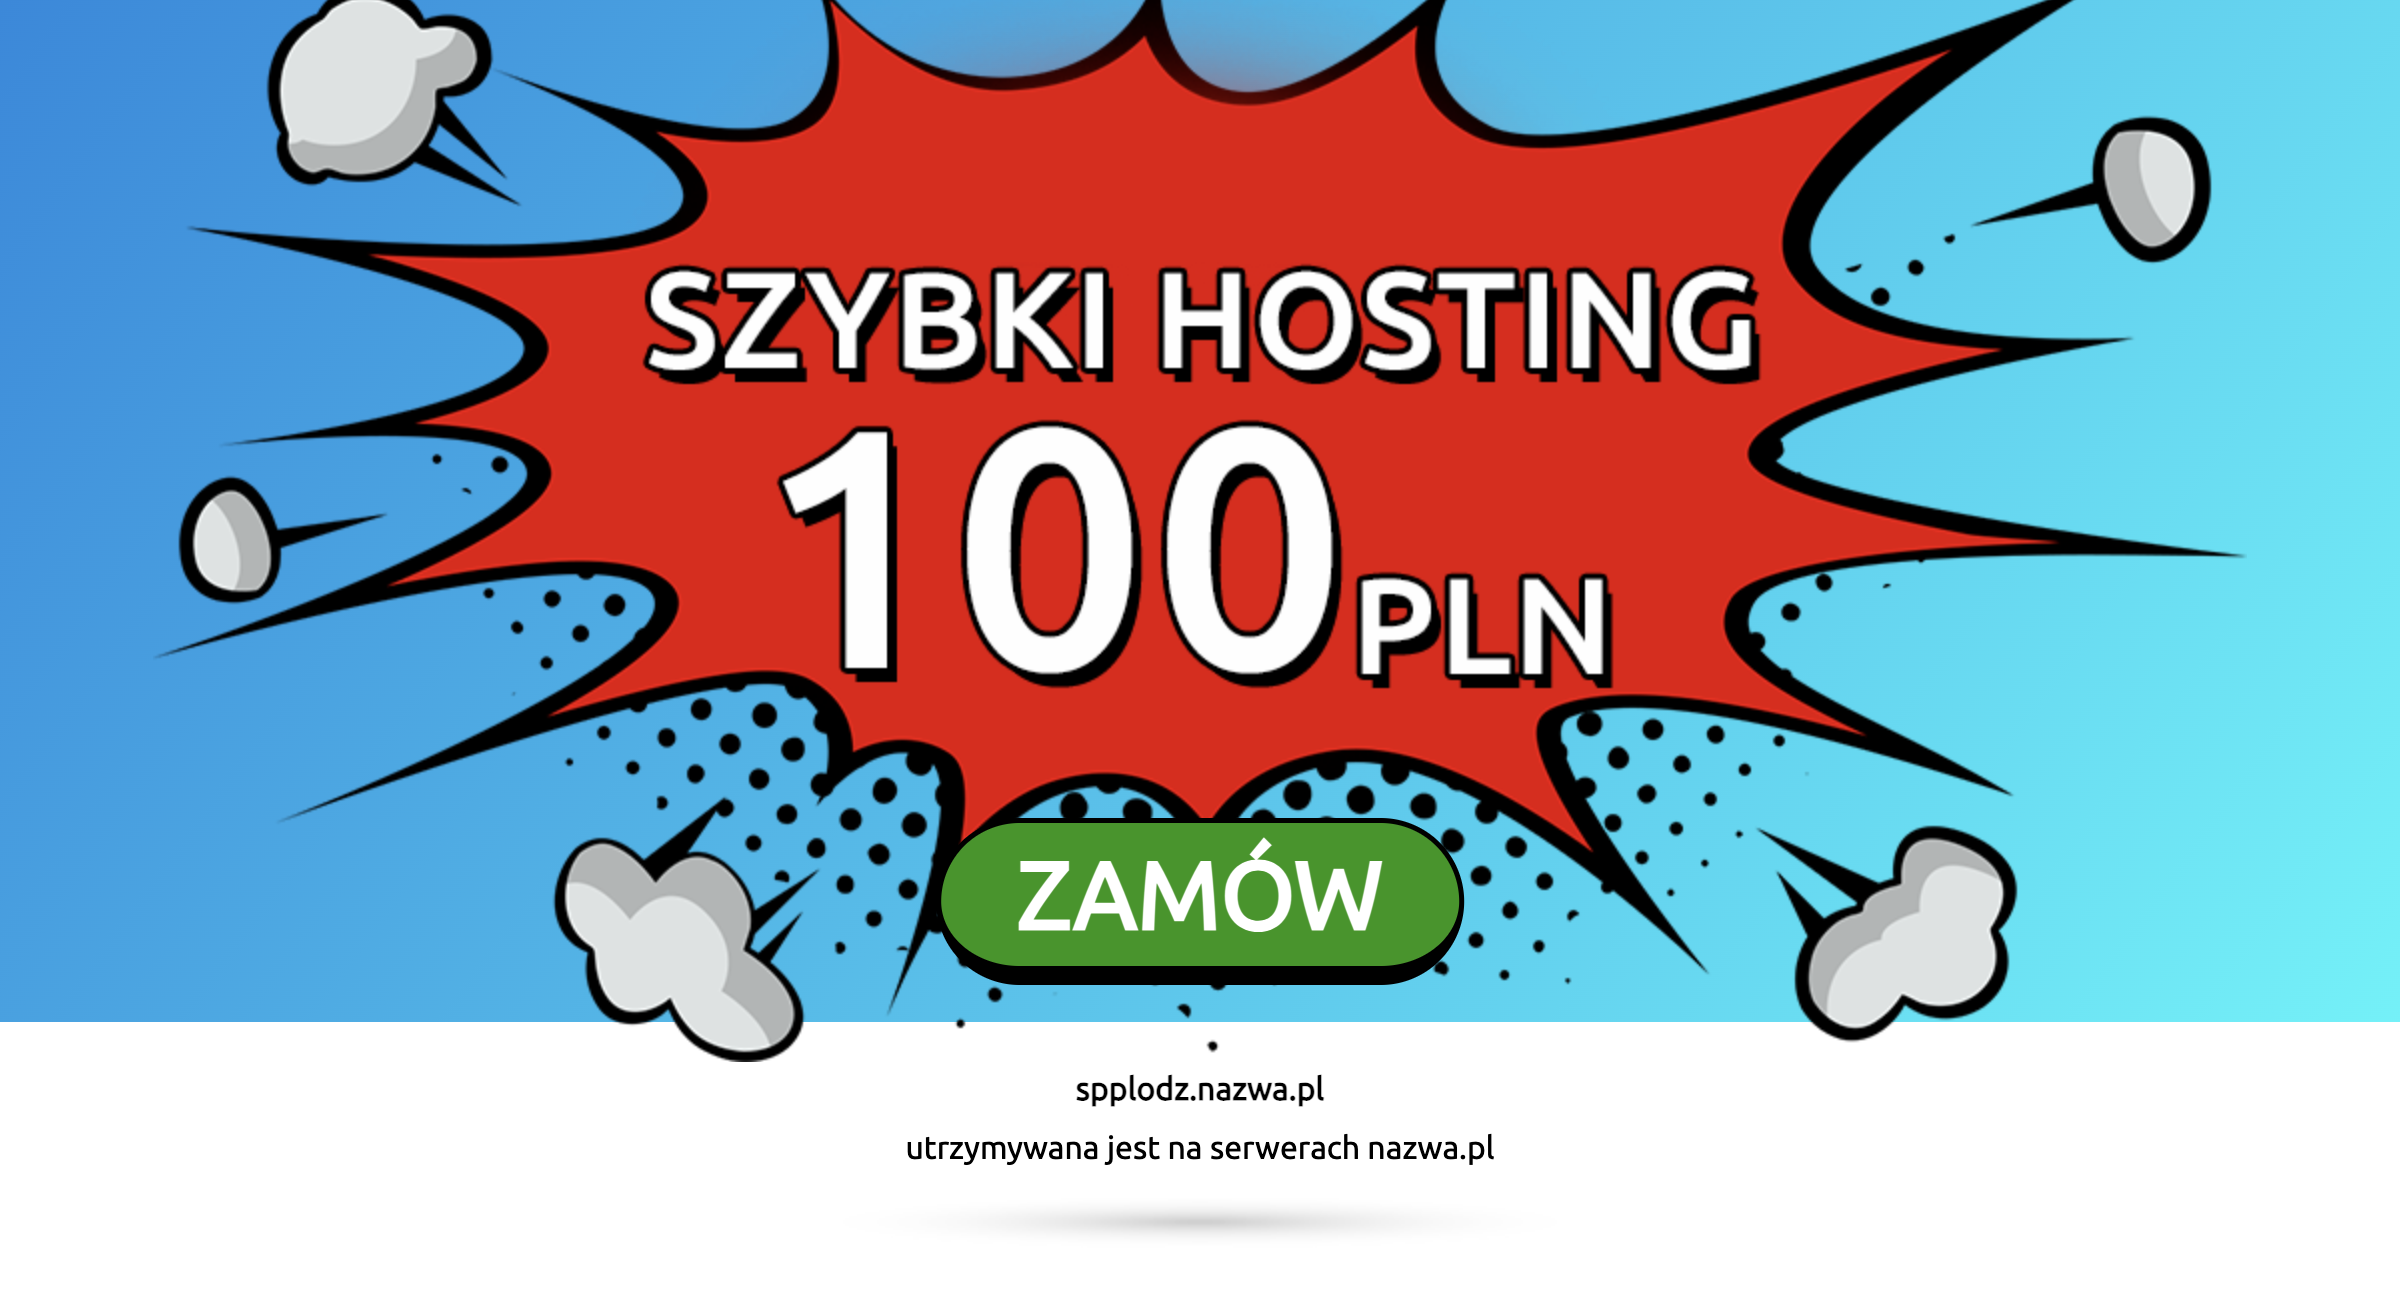 SZYBKI HOSTING
100 PLN
ZAMÓW
spplodz.nazwa.pl
utrzymywana jest na serwerach nazwa.pl